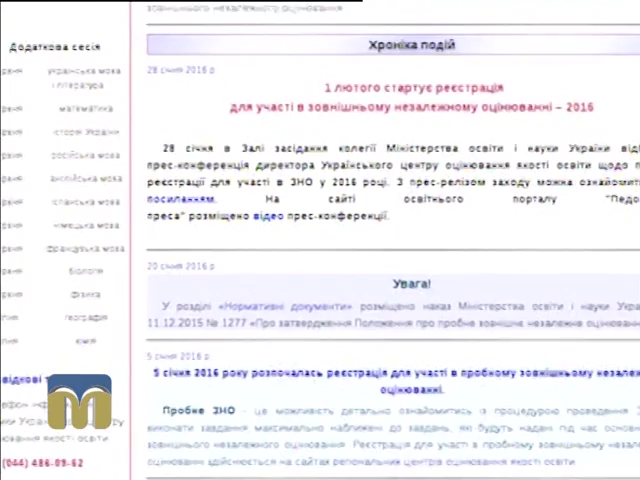 зовнішнього незалежного оцінювання
Додаткова сесія
українська мова
і література
математика
історія України
російська мова
англійська мова
іспанська мова
німецька мова
французька мова
біологія
фізика
географія
хімія
(044) 486-09-62
Хроніка подій
28 січня 2016 р
1 лютого стартує реєстрація
для участі в зовнішньому незалежному оцінюванні – 2016
28 січня в Залі засідання колегії Міністерства освіти і науки України від
прес-конференція директора Українського центру оцінювання якості освіти щодо п
реєстрації для участі в ЗНО у 2016 році. З прес-релізом заходу можна ознайомит
посиланням. На сайті освітнього порталу "Педо
преса" розміщено відео прес-конференції.
20 січня 2016 р
Увага!
У розділі «Нормативні документи» розміщено наказ Міністерства освіти і науки Укра
11.12.2015 № 1277 «Про затвердження Положення про пробне зовнішнє незалежне оцінюван
5 січня 2016 р
5 січня 2016 року розпочалась реєстрація для участі в пробному зовнішньому незале
оцінюванні.
Пробне ЗНО - це можливість детально ознайомитись із процедурою проведення З
виконати завдання максимально наближені до завдань, які будуть надані під час основ
зовнішнього незалежного оцінювання. Реєстрація для участі в пробному зовнішньому неза
оцінюванні здійснюється на сайтах регіональних центрів оцінювання якості освіти.